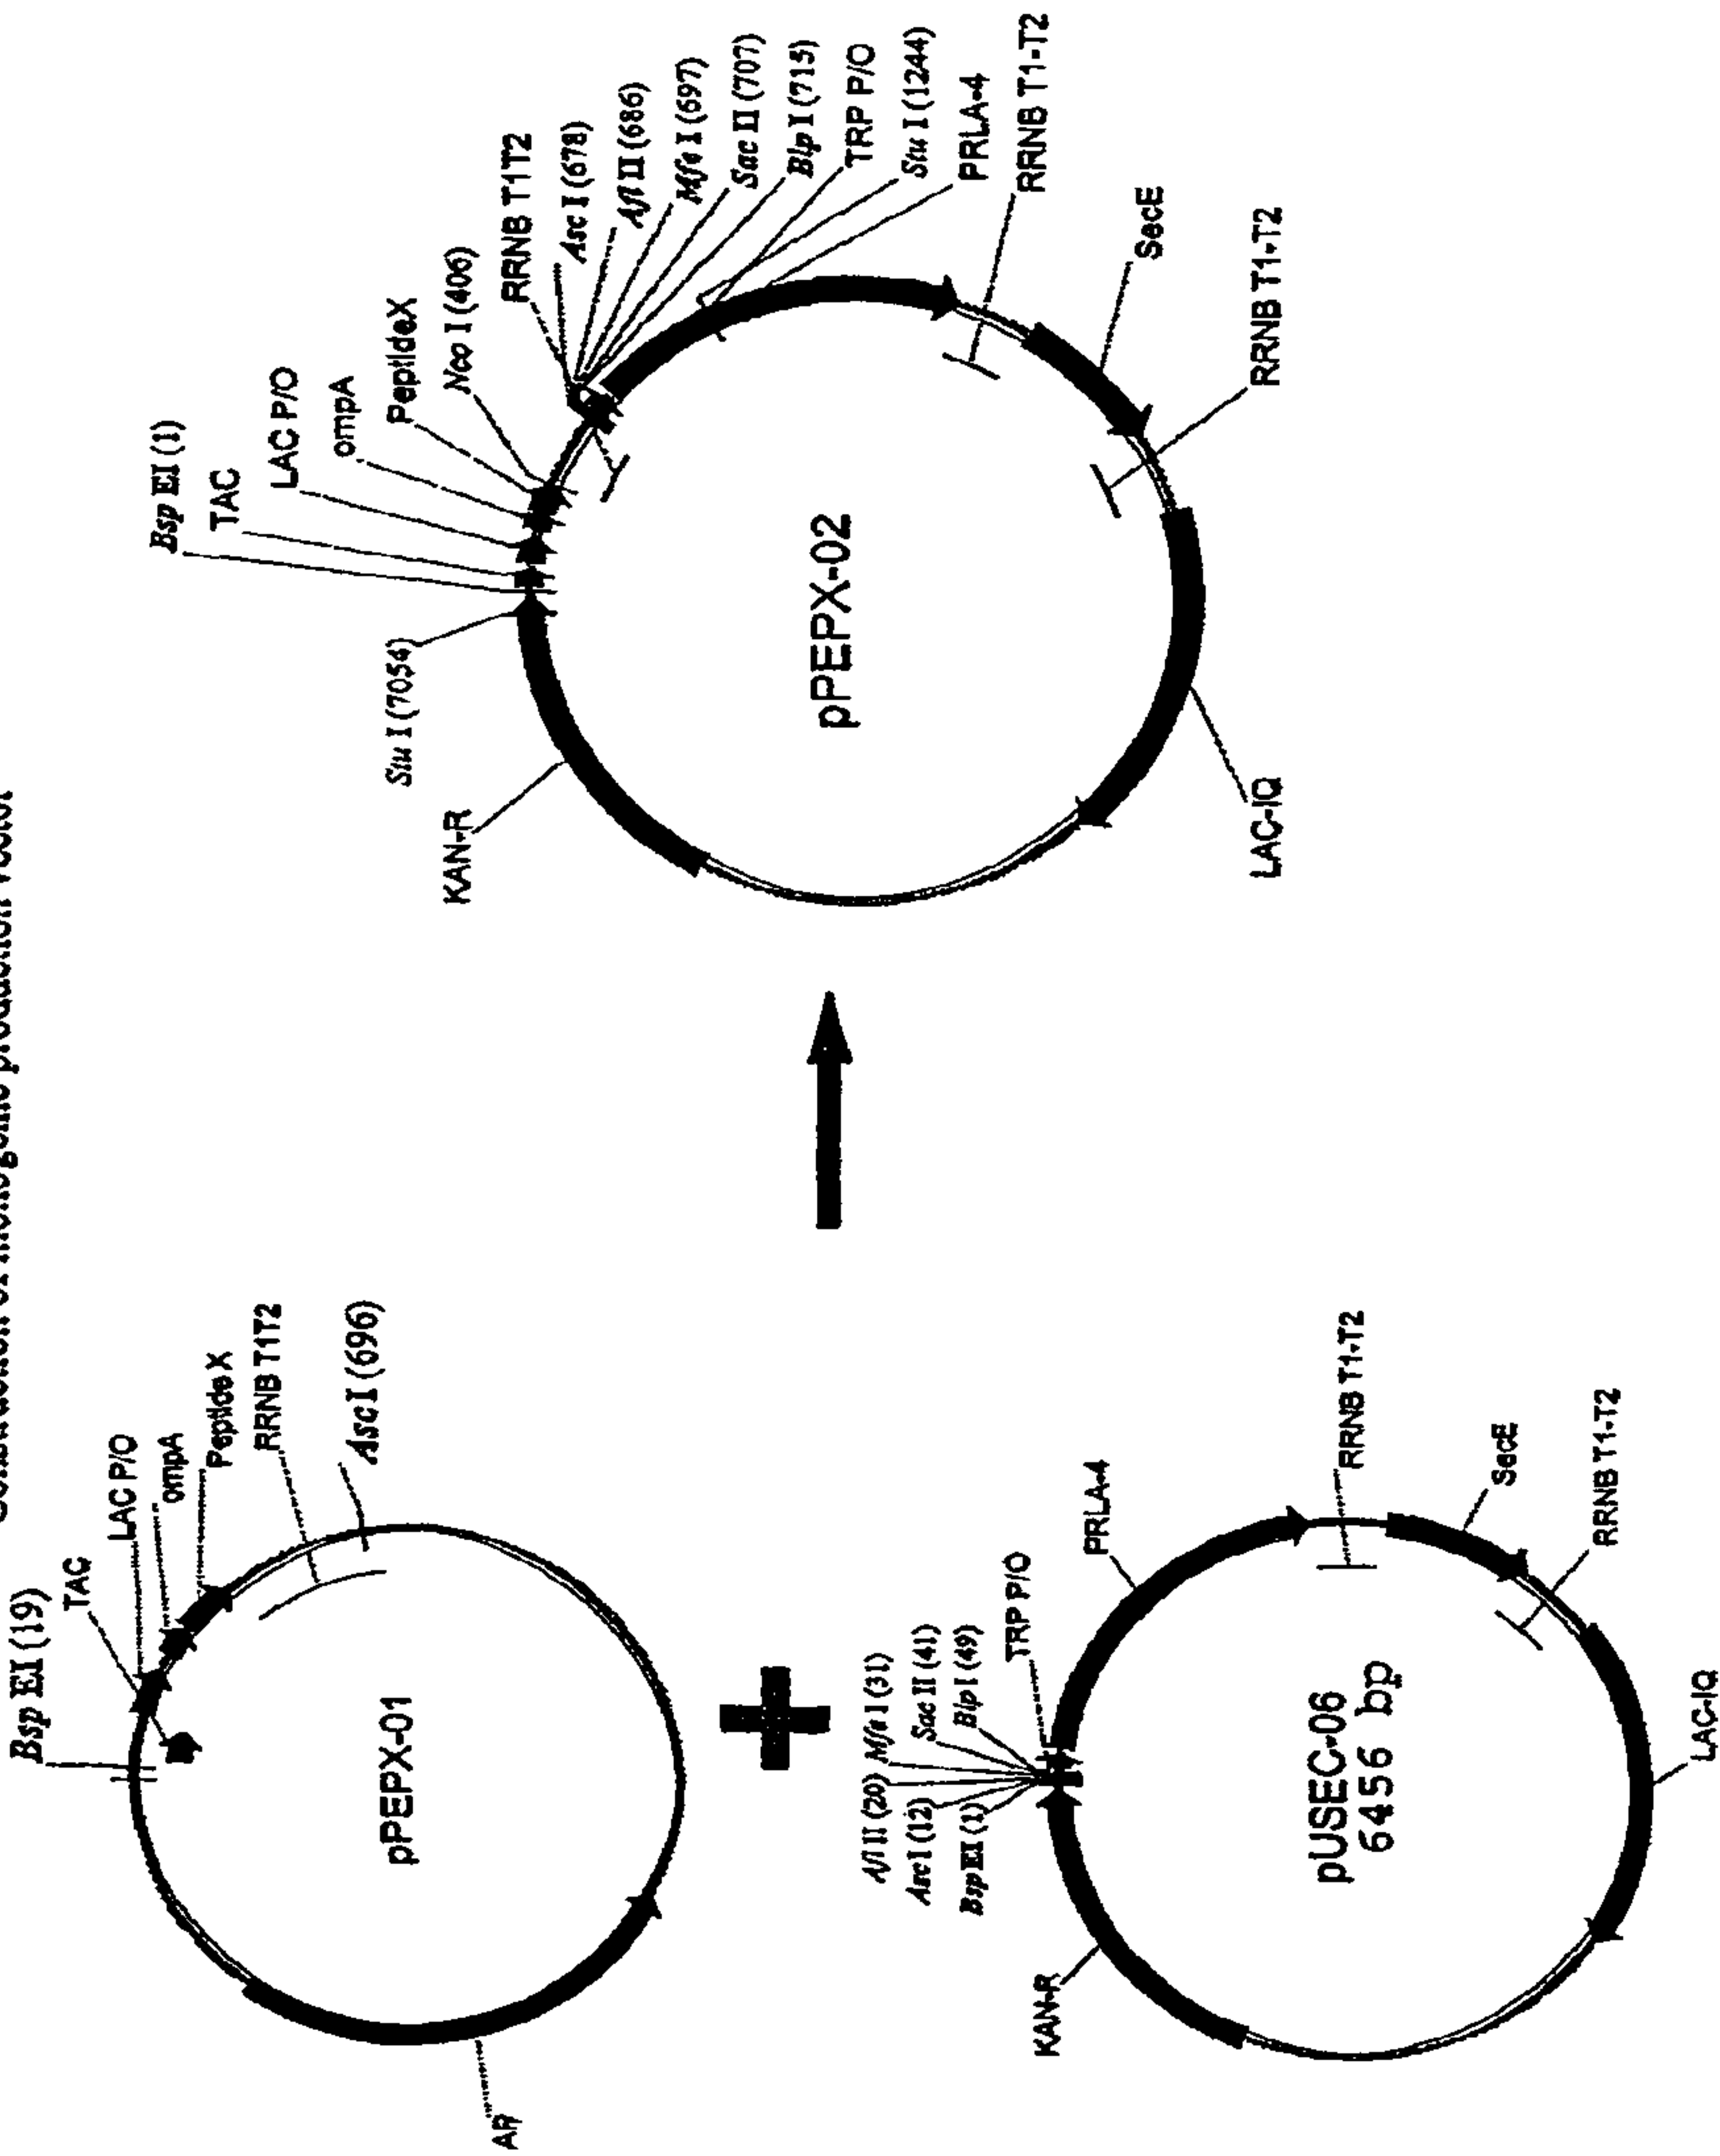 Construction of monogenic production vector
Bsp EI (19)
TAC
LAC P/O
ompA
Peptide X
RRNB T1T2
Asc I (696)
pPEPX-01
AR
Afl II (20)
Mfe I (31)
Asc I (12)
Sac II (41)
Bsp EI (1)
Blp I (49)
TRP P/O
PRLA-4
RRNB T1-T2
SecE
RRNB T1-T2
LAC-IQ
KAN-R
pUSEC-06
6456 bp
Bsp EI (1)
TAC
LAC P/O
ompA
PeptideX
Nco I (406)
RRNB T1T2
Asc I (678)
Afl II (686)
Mfe I (697)
Sac II (707)
Blp I (715)
TRP P/O
Stu I (1244)
PRLA-4
RRNB T1-T2
SecE
RRNB T1-T2
LAC-IQ
KAN-R
Stu I (7054)
pPEPX-02